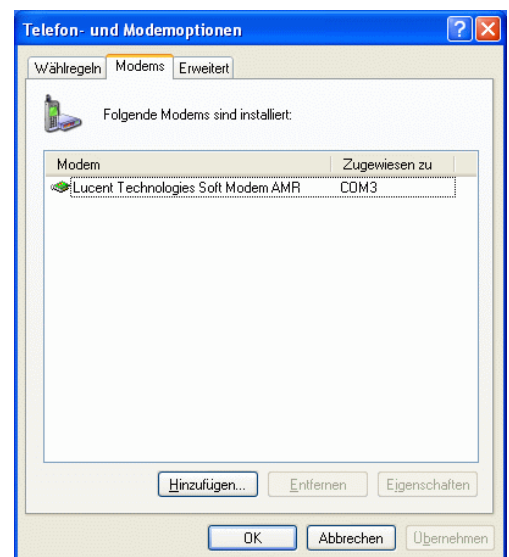 Telefon- und Modemoptionen
Wählregeln Modems Erweitert
Folgende Modems sind installiert:
Modem Zugewiesen zu
Lucent Technologies Soft Modem AMR COM3
Hinzufügen... Entfernen Eigenschaften
OK Abbrechen Übernehmen